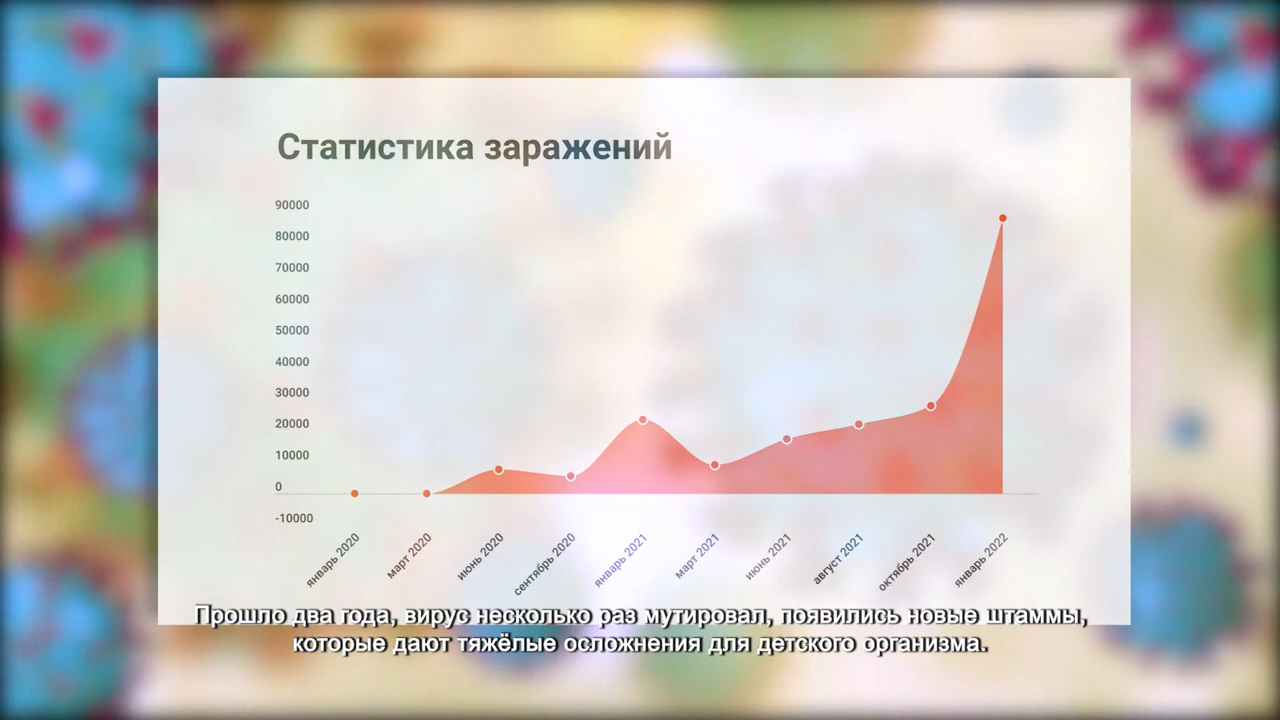 Статистика заражений
90000
80000
70000
60000
50000
40000
30000
20000
10000
0
-10000
январь 2020
март 2020
июнь 2020
сентябрь 2020
январь 2021
март 2021
июнь 2021
август 2021
октябрь 2021
январь 2022
Прошло два года, вирус несколько раз мутировал, появились новые штаммы,
которые дают тяжёлые осложнения для детского организма.